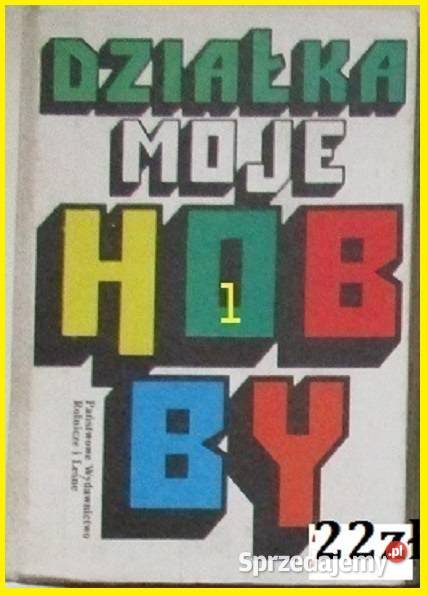 DZIAŁKA
MOJE
HOB
1
BY
Państwowe Wydawnictwo
Rolnicze i Leśne
22zł
Sprzedajemy.pl